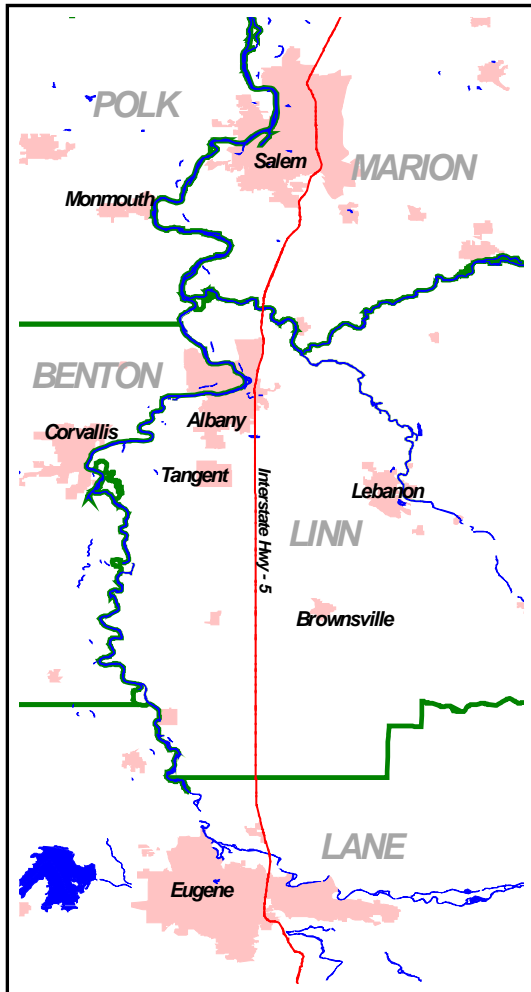 POLK
Salem
MARION
Monmouth
BENTON
Albany
Corvallis
Tangent
Interstate Hwy - 5
Lebanon
LINN
Brownsville
LANE
Eugene